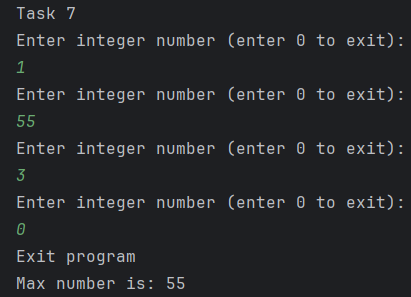 Task 7
Enter integer number (enter 0 to exit):
1
Enter integer number (enter 0 to exit):
55
Enter integer number (enter 0 to exit):
3
Enter integer number (enter 0 to exit):
0
Exit program
Max number is: 55